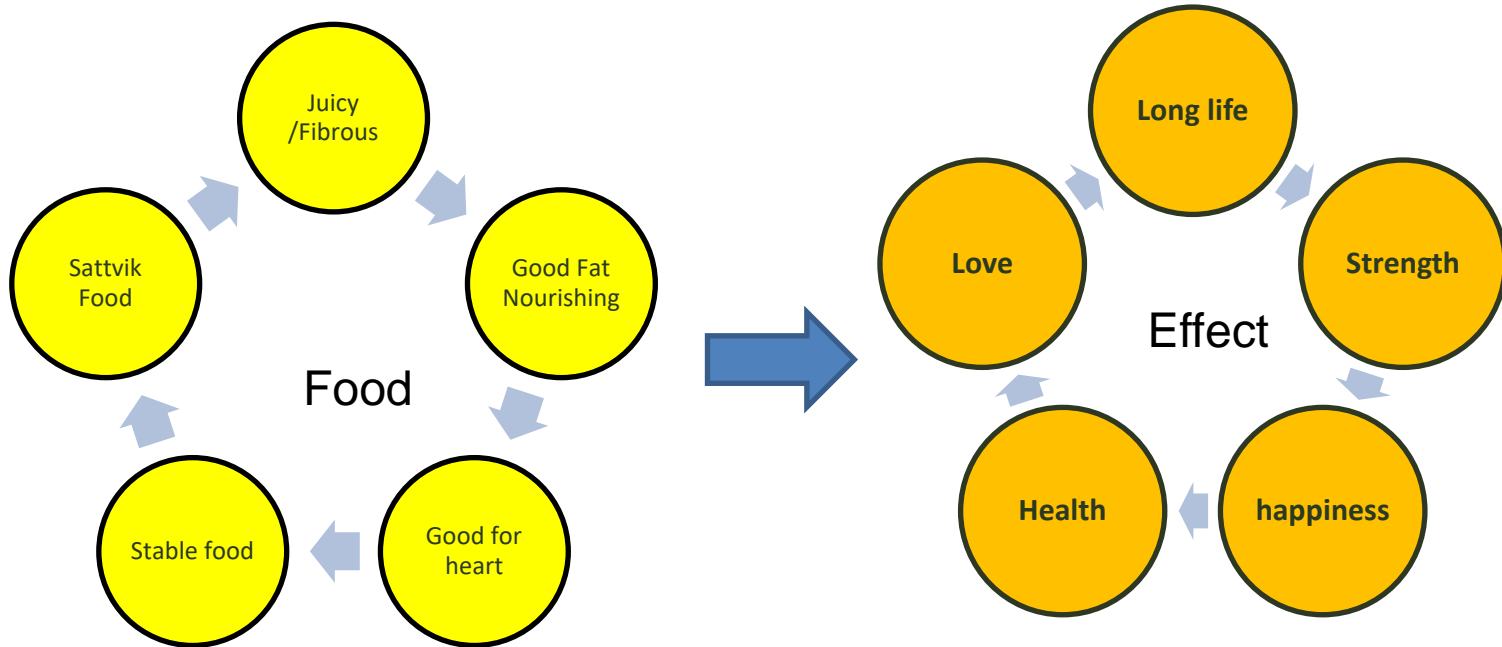 Juicy
/Fibrous
Good Fat
Nourishing
Good for
heart
Stable food
Sattvik
Food
Food
Long life
Strength
happiness
Health
Love
Effect